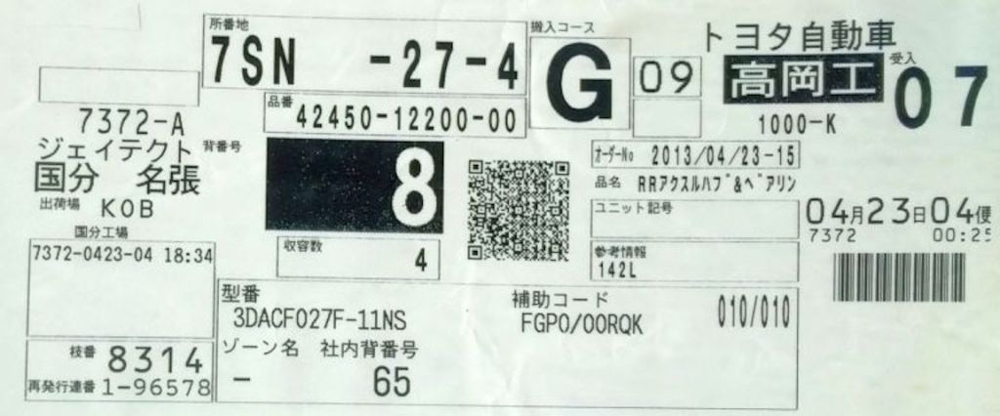 所番地
7SN -27-4
搬入コース
G
09
トヨタ自動車
高岡工
受入
07
1000-K
品番
42450-12200-00
7372-A
ジェイテクト
国分 名張
出荷場 K0B
背番号
8
収容数
4
オーダーNo 2013/04/23-15
品名 RRアクスルハブ&ベアリン
ユニット記号
参考情報
142L
04月23日04便
7372 00:25
国分工場
7372-0423-04 18:34
枝番 8314
再発行連番 1-96578
型番
3DACF027F-11NS
補助コード
FGP0/00RQK
010/010
ゾーン名 社内背番号
- 65